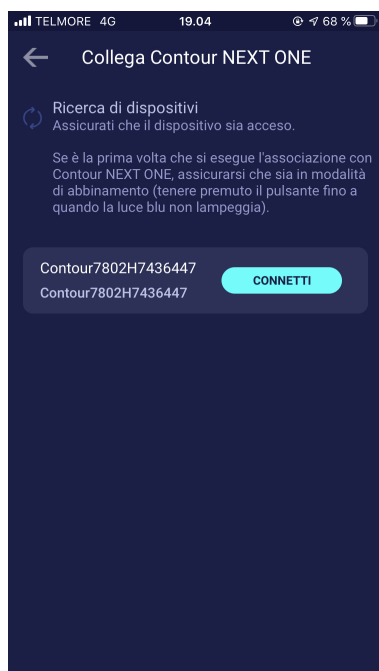 TELMORE 4G 19.04 68 %
Collega Contour NEXT ONE
Ricerca di dispositivi
Assicurati che il dispositivo sia acceso.
Se è la prima volta che si esegue l'associazione con
Contour NEXT ONE, assicurarsi che sia in modalità
di abbinamento (tenere premuto il pulsante fino a
quando la luce blu non lampeggia).
Contour7802H7436447
CONNETTI
Contour7802H7436447